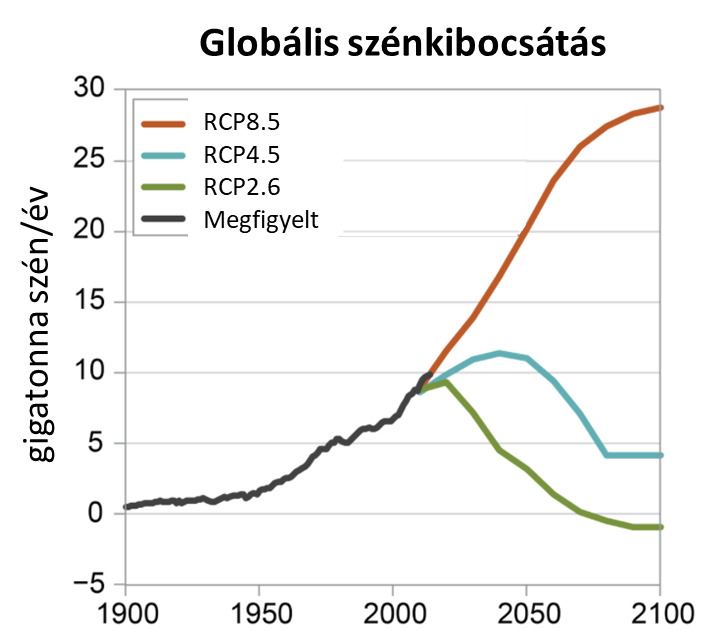 Globális szénkibocsátás
gigatonna szén/év
30
25
20
15
10
5
0
−5
RCP8.5
RCP4.5
RCP2.6
Megfigyelt
1900 1950 2000 2050 2100